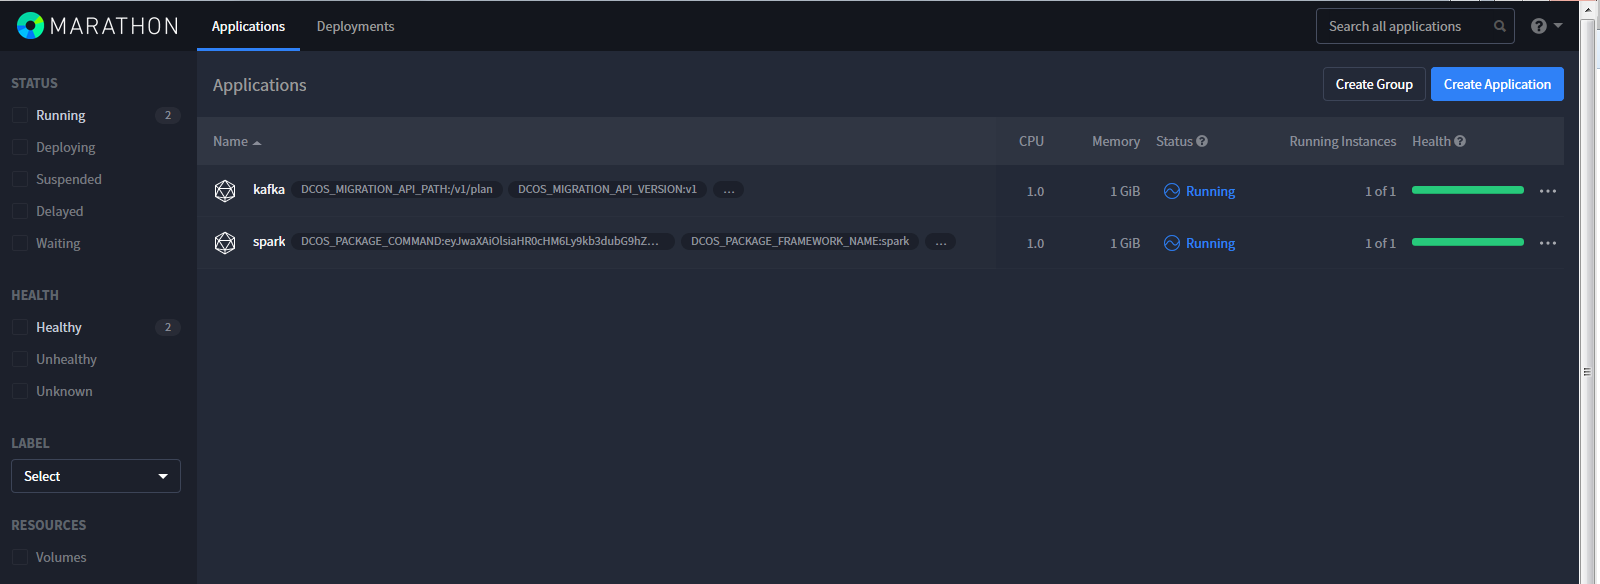 MARATHON
Applications
Deployments
Search all applications
STATUS
Running 2
Deploying
Suspended
Delayed
Waiting
HEALTH
Healthy 2
Unhealthy
Unknown
LABEL
Select
RESOURCES
Volumes
Applications
Create Group
Create Application
Name CPU Memory Status Running Instances Health
kafka DCOS_MIGRATION_API_PATH:/v1/plan DCOS_MIGRATION_API_VERSION:v1 ... 1.0 1 GiB Running 1 of 1
spark DCOS_PACKAGE_COMMAND:eyJwaXAiOlsiaHR0cHM6Ly9kb3dubG9hZ... DCOS_PACKAGE_FRAMEWORK_NAME:spark ... 1.0 1 GiB Running 1 of 1